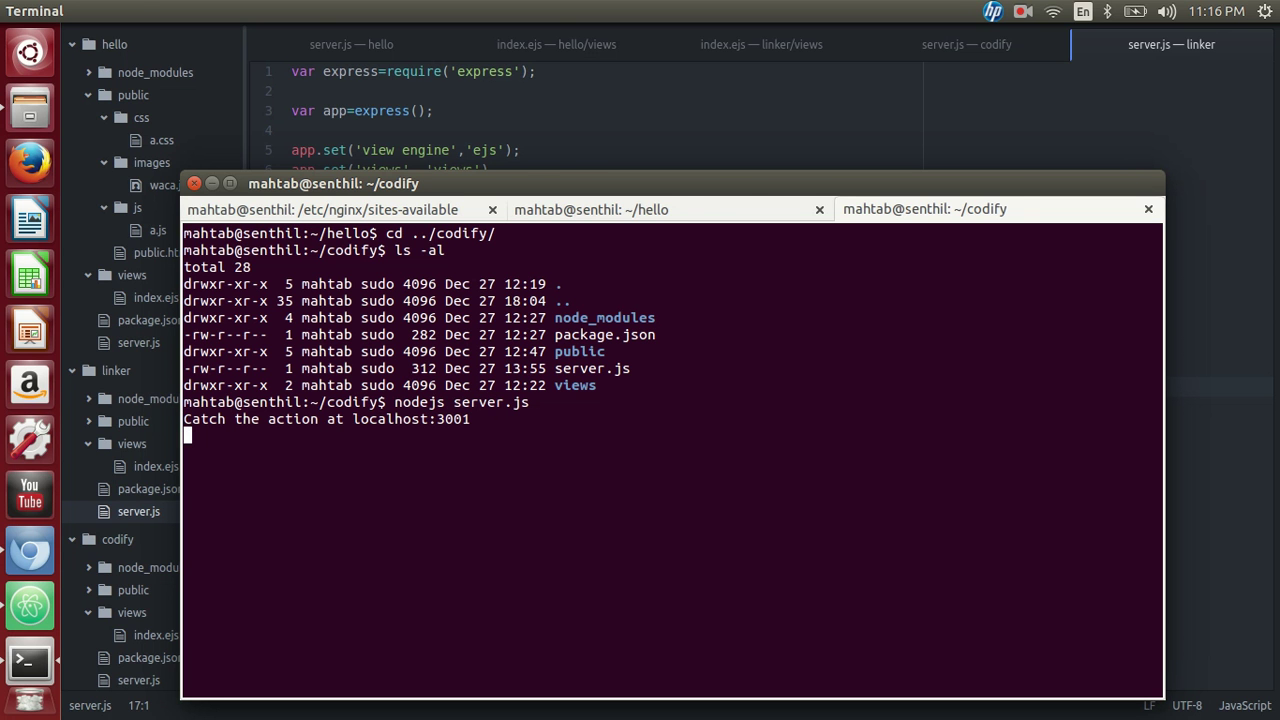 Terminal
hp
En
11:16 PM
hello
node_modules
public
css
a.css
images
waca.
js
a.js
public.ht
views
index.ejs
package.json
server.js
linker
node_modu
public
views
index.ejs
package.json
server.js
codify
node_modu
public
views
index.ejs
package.json
server.js
server.js — hello
index.ejs — hello/views
index.ejs — linker/views
server.js — codify
server.js — linker
1 var express=require('express');
2
3 var app=express();
4
5 app.set('view engine','ejs');
mahtab@senthil: ~/codify
mahtab@senthil: /etc/nginx/sites-available
mahtab@senthil: ~/hello
mahtab@senthil: ~/codify
mahtab@senthil:~/hello$ cd ../codify/
mahtab@senthil:~/codify$ ls -al
total 28
drwxr-xr-x 5 mahtab sudo 4096 Dec 27 12:19 .
drwxr-xr-x 35 mahtab sudo 4096 Dec 27 18:04 ..
drwxr-xr-x 4 mahtab sudo 4096 Dec 27 12:27 node_modules
-rw-r--r-- 1 mahtab sudo 282 Dec 27 12:27 package.json
drwxr-xr-x 5 mahtab sudo 4096 Dec 27 12:47 public
-rw-r--r-- 1 mahtab sudo 312 Dec 27 13:55 server.js
drwxr-xr-x 2 mahtab sudo 4096 Dec 27 12:22 views
mahtab@senthil:~/codify$ nodejs server.js
Catch the action at localhost:3001
You
Tube
server.js 17:1
LF UTF-8 JavaScript